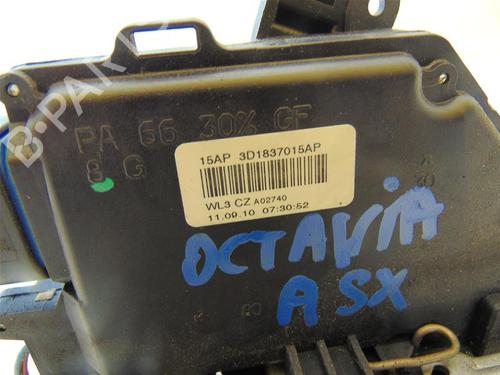 B-PARTS
PA 66 30% GF
8 G
15AP 3D1837015AP
WL3 CZ A02740
11.09.10 07:30:52
OCTAVIA
A SX